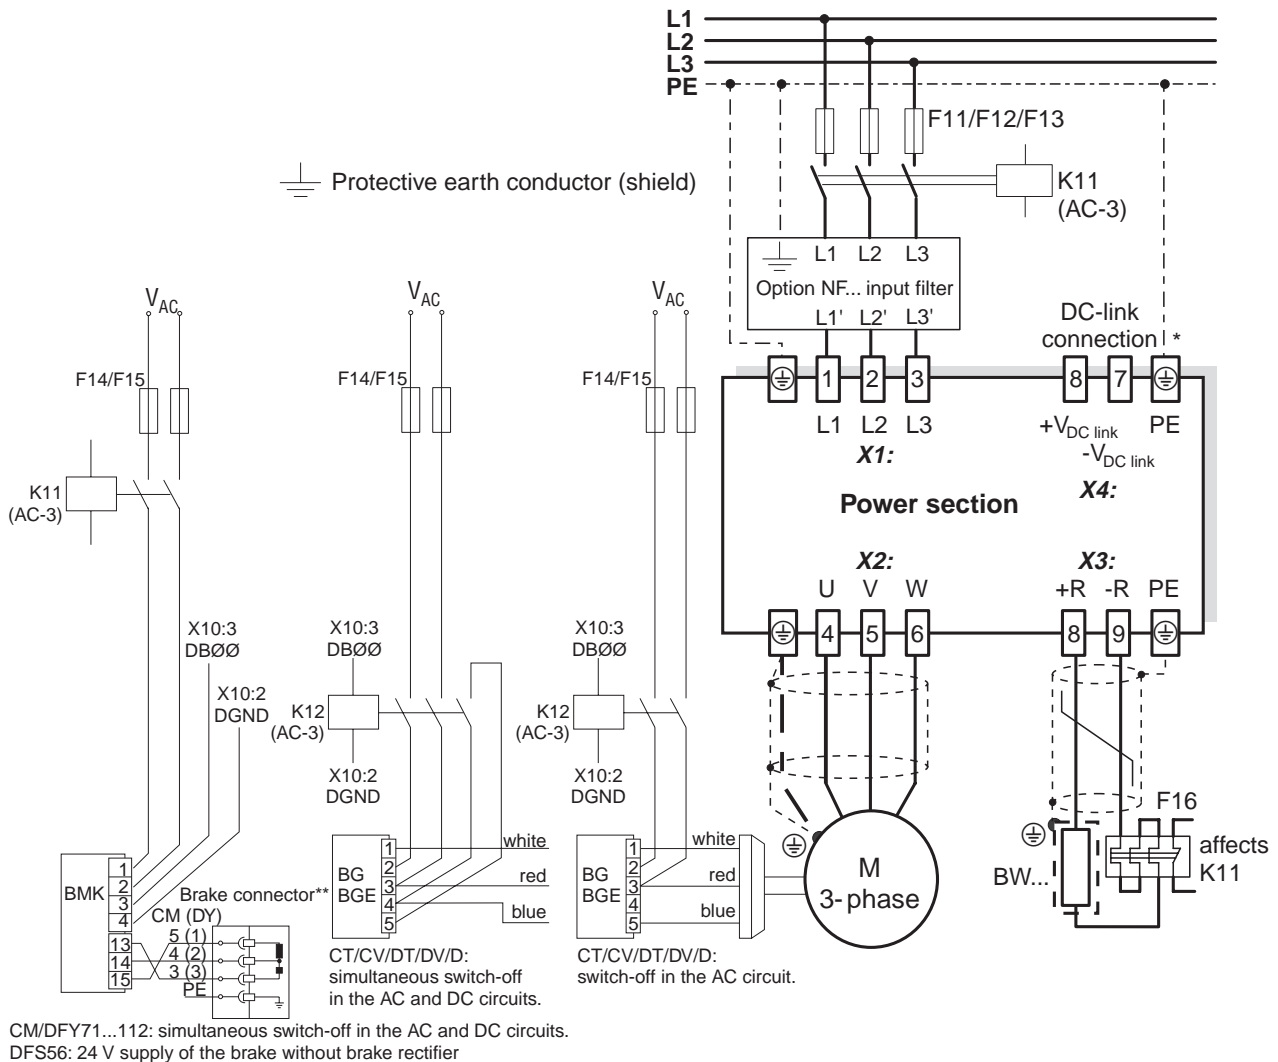 L1
L2
L3
PE
F11/F12/F13
Protective earth conductor (shield)
K11
(AC-3)
L1 L2 L3
Option NF... input filter
L1' L2' L3'
DC-link
connection *
VAC
VAC
VAC
F14/F15
F14/F15
F14/F15
1 2 3
8 7
L1 L2 L3
+VDC link PE
-VDC link
X1:
X4:
Power section
K11
(AC-3)
X2:
X3:
U V W
+R -R PE
4 5 6
8 9
X10:3
DBØØ
X10:3
DBØØ
X10:3
DBØØ
X10:2
DGND
K12
(AC-3)
K12
(AC-3)
X10:2
DGND
X10:2
DGND
F16
affects
K11
BW...
M
3-phase
BMK
1
2
3
4
13
14
15
Brake connector**
CM (DY)
5 (1)
4 (2)
3 (3)
PE
BG
BGE
1
2
3
4
5
white
red
blue
BG
BGE
1
2
3
4
5
white
red
blue
CT/CV/DT/DV/D:
simultaneous switch-off
in the AC and DC circuits.
CT/CV/DT/DV/D:
switch-off in the AC circuit.
CM/DFY71...112: simultaneous switch-off in the AC and DC circuits.
DFS56: 24 V supply of the brake without brake rectifier